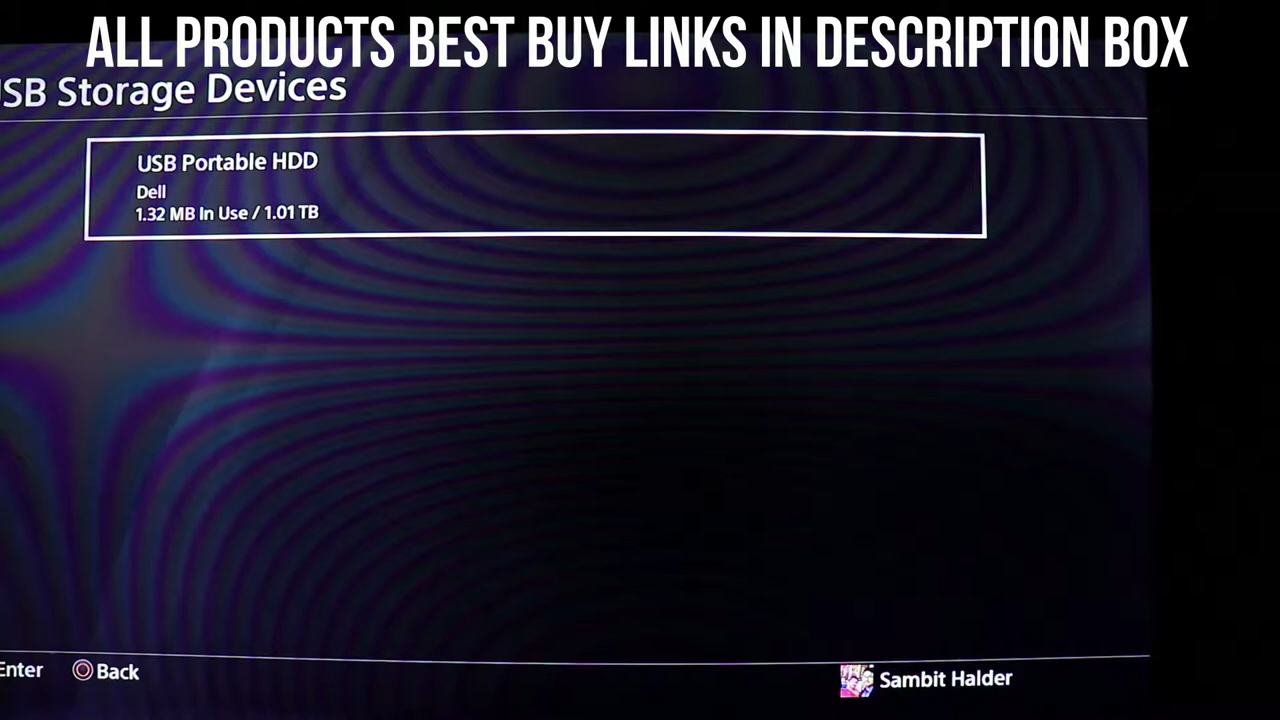 ALL PRODUCTS BEST BUY LINKS IN DESCRIPTION BOX
SB Storage Devices
USB Portable HDD
Dell
1.32 MB In Use / 1.01 TB
Enter
Back
Sambit Halder